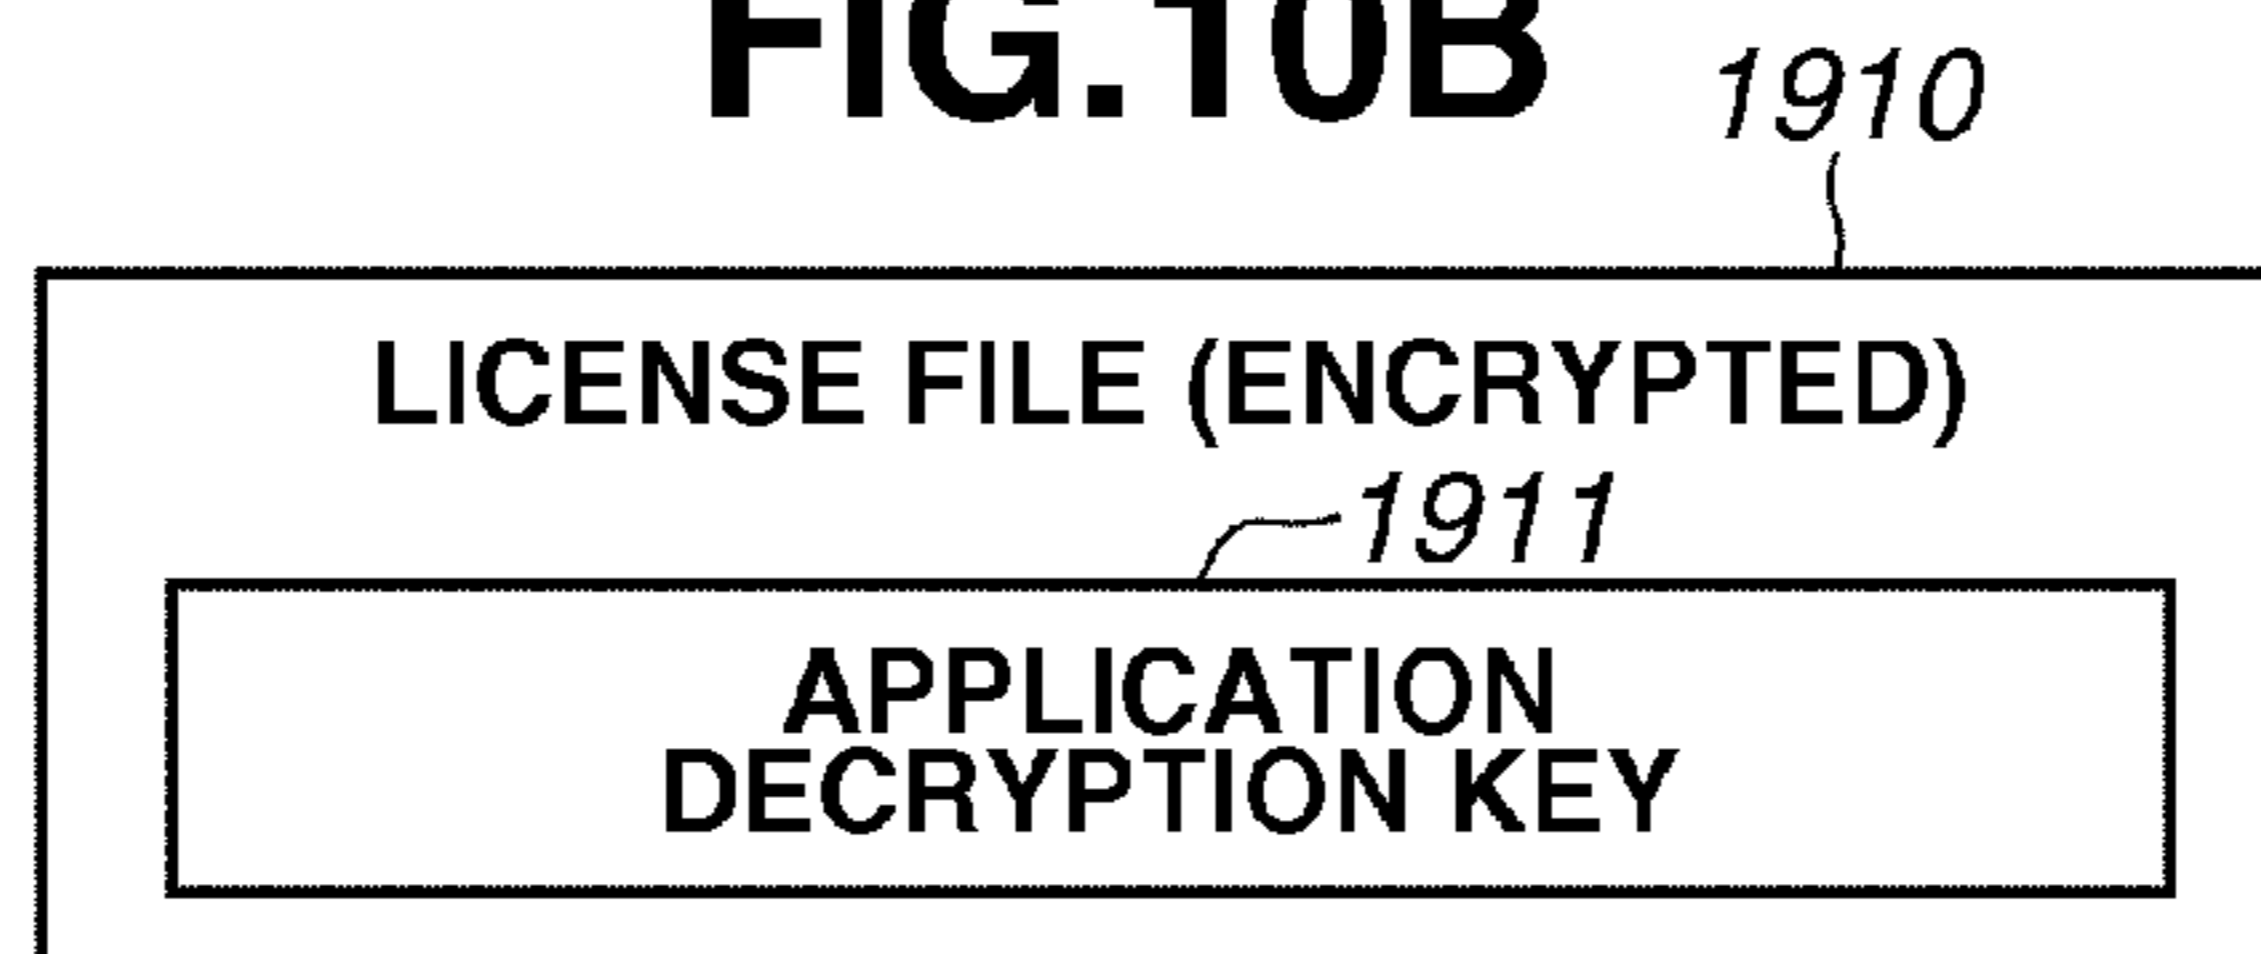 FIG.10B
1910
LICENSE FILE (ENCRYPTED)
1911
APPLICATION
DECRYPTION KEY